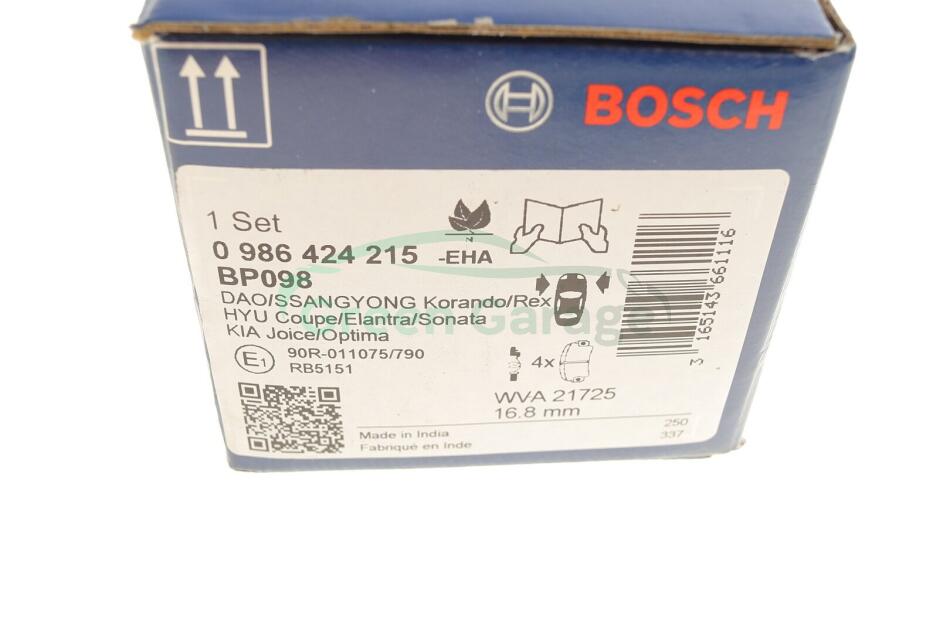 BOSCH
1 Set
0 986 424 215 -EHA
BP098
DAO/SSANGYONG Korando/Rex
HYU Coupe/Elantra/Sonata
KIA Joice/Optima
Green Garage
E1 90R-011075/790
RB5151
4x
WVA 21725
16.8 mm
250
337
Made in India
Fabriqué en Inde
3 165143 661116